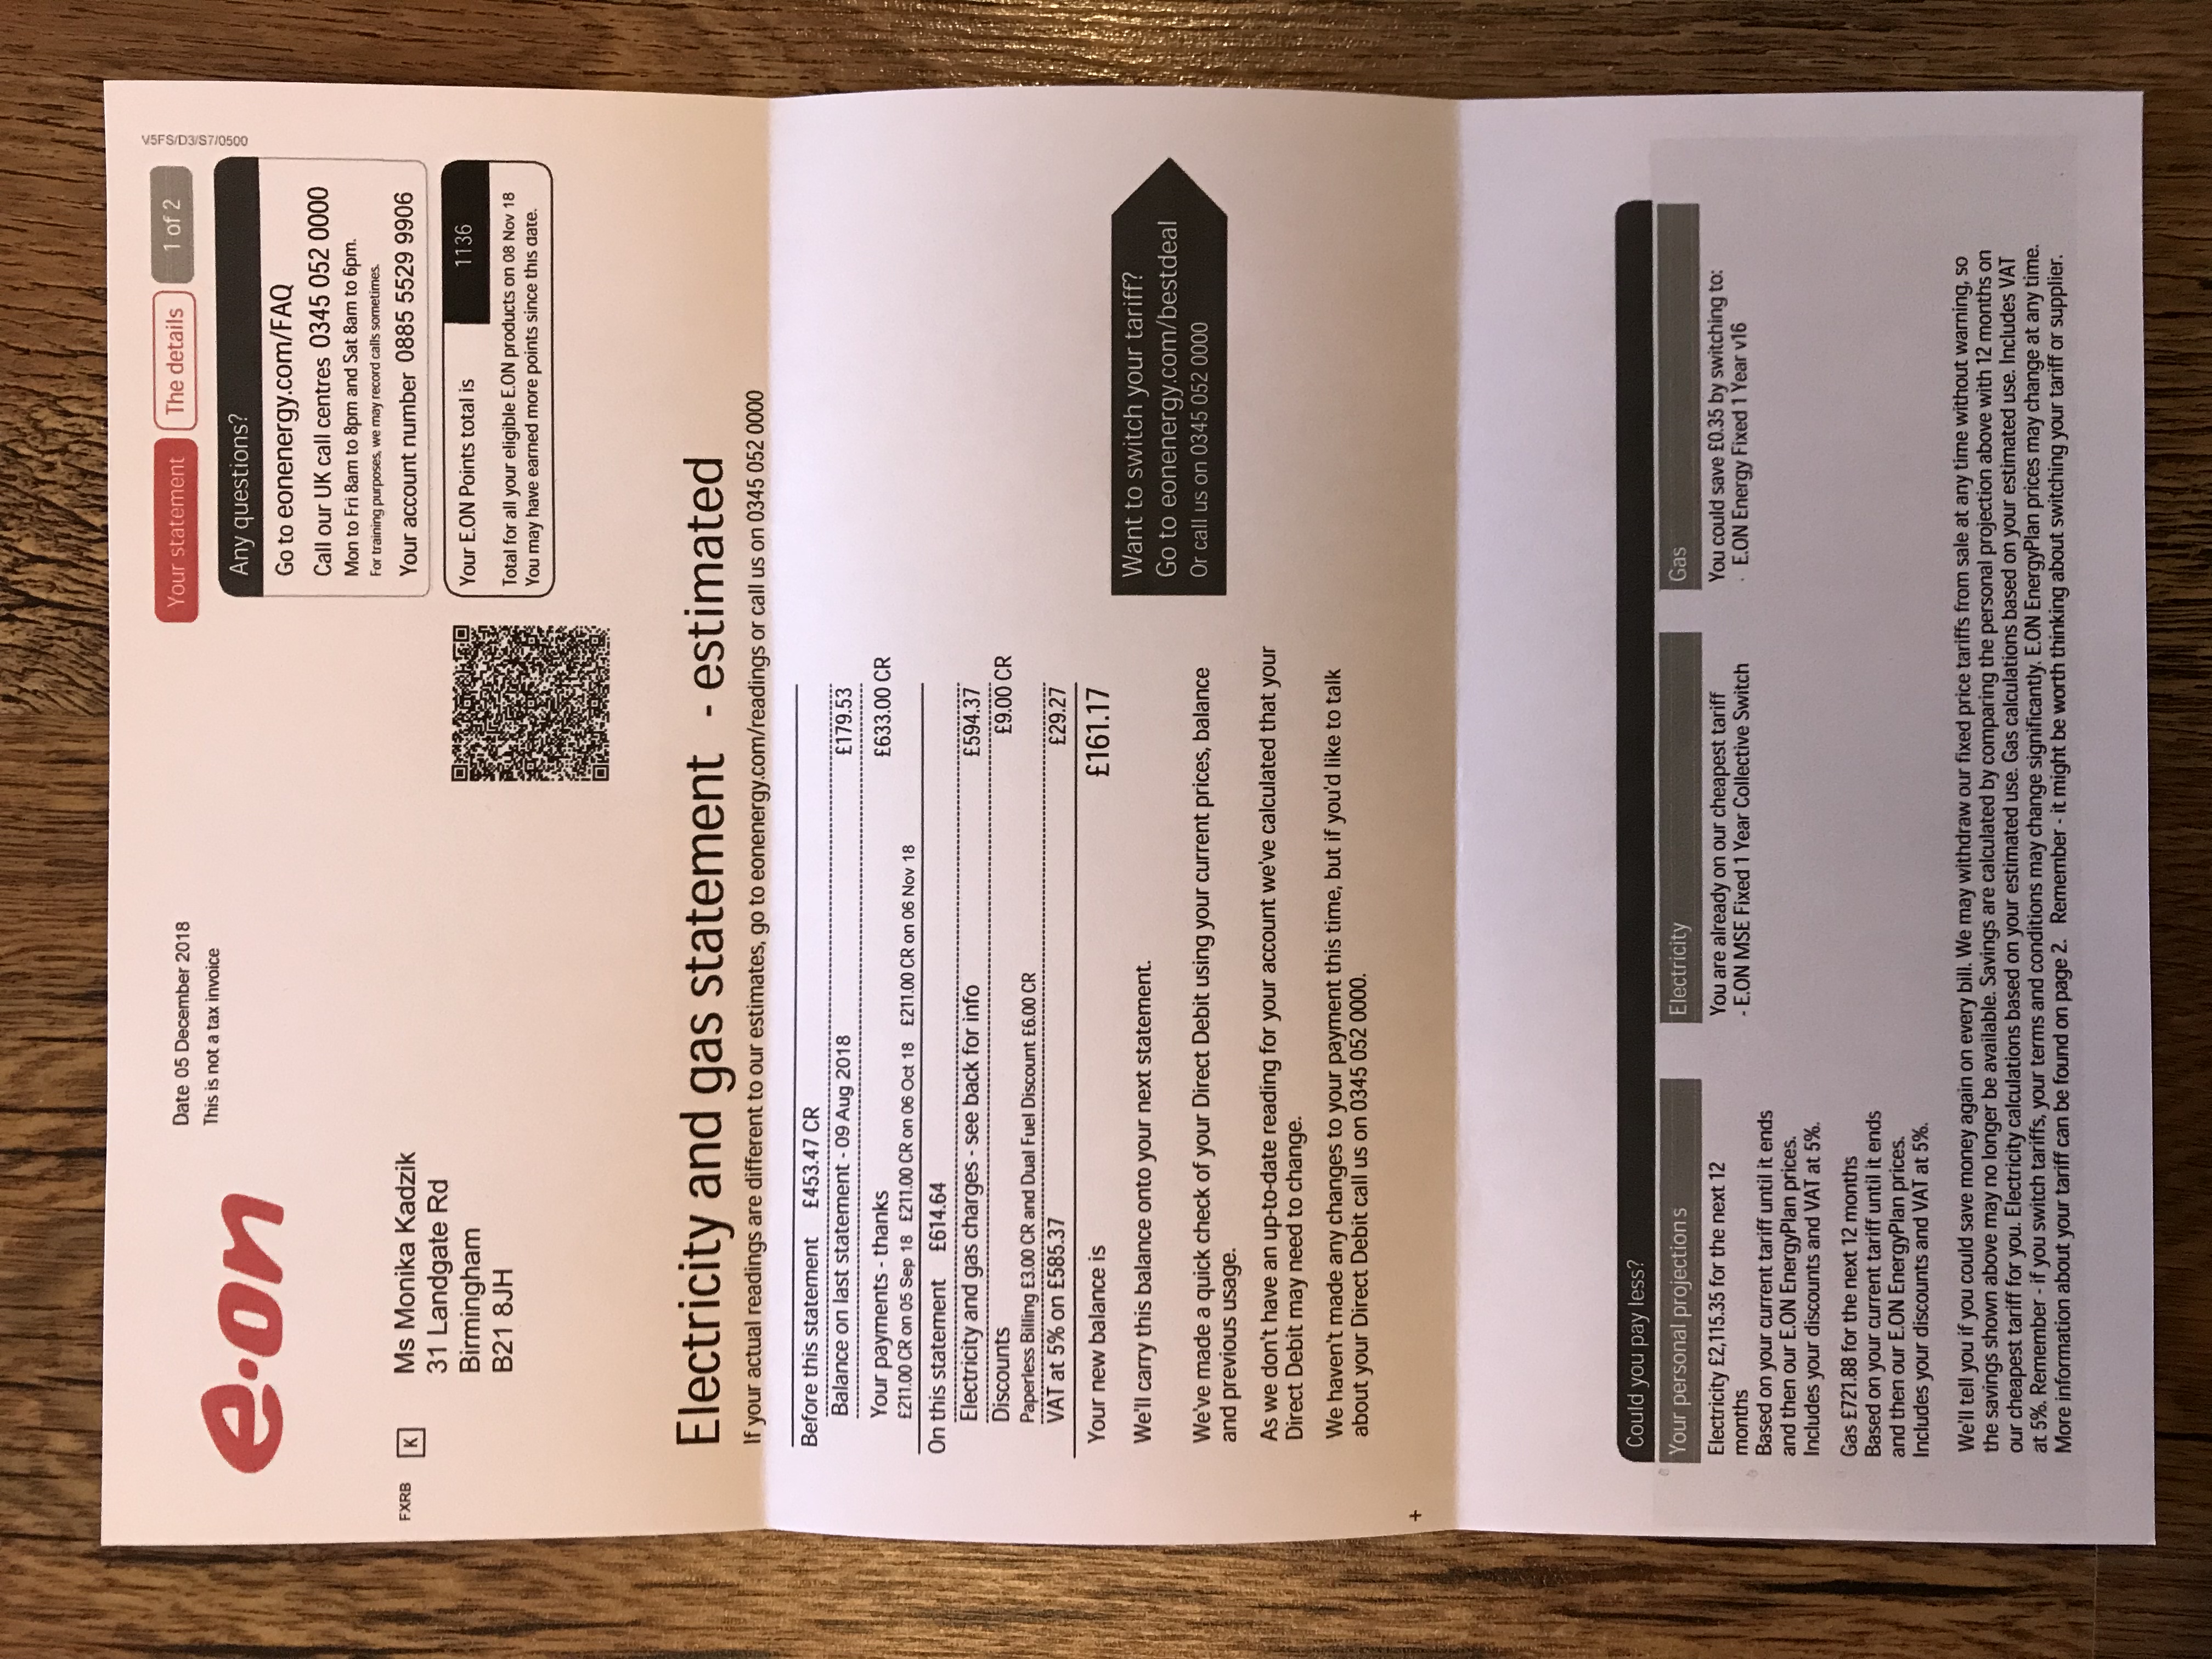 e·on
Date 05 December 2018
This is not a tax invoice
Your statement
The details
1 of 2
V5FS/D3/S7/0500
Any questions?
Go to eonenergy.com/FAQ
Call our UK call centres 0345 052 0000
Mon to Fri 8am to 8pm and Sat 8am to 6pm.
For training purposes, we may record calls sometimes.
Your account number 0885 5529 9906
FXRB
K
Ms Monika Kadzik
31 Landgate Rd
Birmingham
B21 8JH
Your E.ON Points total is 1136
Total for all your eligible E.ON products on 08 Nov 18
You may have earned more points since this date.
Electricity and gas statement - estimated
If your actual readings are different to our estimates, go to eonenergy.com/readings or call us on 0345 052 0000
Before this statement £453.47 CR
Balance on last statement - 09 Aug 2018 £179.53
Your payments - thanks £633.00 CR
£211.00 CR on 05 Sep 18 £211.00 CR on 06 Oct 18 £211.00 CR on 06 Nov 18
On this statement £614.64
Electricity and gas charges - see back for info £594.37
Discounts £9.00 CR
Paperless Billing £3.00 CR and Dual Fuel Discount £6.00 CR
VAT at 5% on £585.37 £29.27
Your new balance is £161.17
We'll carry this balance onto your next statement.
We've made a quick check of your Direct Debit using your current prices, balance
and previous usage.
As we don't have an up-to-date reading for your account we've calculated that your
Direct Debit may need to change.
We haven't made any changes to your payment this time, but if you'd like to talk
about your Direct Debit call us on 0345 052 0000.
Want to switch your tariff?
Go to eonenergy.com/bestdeal
Or call us on 0345 052 0000
+
Could you pay less?
Your personal projections
Electricity £2,115.35 for the next 12
months
Based on your current tariff until it ends
and then our E.ON EnergyPlan prices.
Includes your discounts and VAT at 5%.
Gas £721.88 for the next 12 months
Based on your current tariff until it ends
and then our E.ON EnergyPlan prices.
Includes your discounts and VAT at 5%.
Electricity
You are already on our cheapest tariff
- E.ON MSE Fixed 1 Year Collective Switch
Gas
You could save £0.35 by switching to:
· E.ON Energy Fixed 1 Year v16
We'll tell you if you could save money again on every bill. We may withdraw our fixed price tariffs from sale at any time without warning, so
the savings shown above may no longer be available. Savings are calculated by comparing the personal projection above with 12 months on
our cheapest tariff for you. Electricity calculations based on your estimated use. Gas calculations based on your estimated use. Includes VAT
at 5%. Remember - if you switch tariffs, your terms and conditions may change significantly. E.ON EnergyPlan prices may change at any time.
More information about your tariff can be found on page 2. Remember - it might be worth thinking about switching your tariff or supplier.